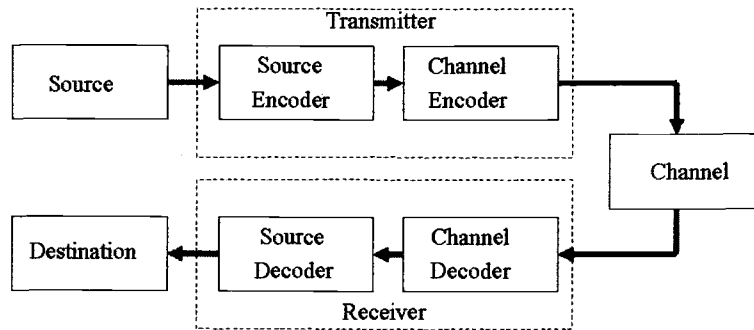 Transmitter
Source
Source
Encoder
Channel
Encoder
Channel
Destination
Source
Decoder
Channel
Decoder
Receiver